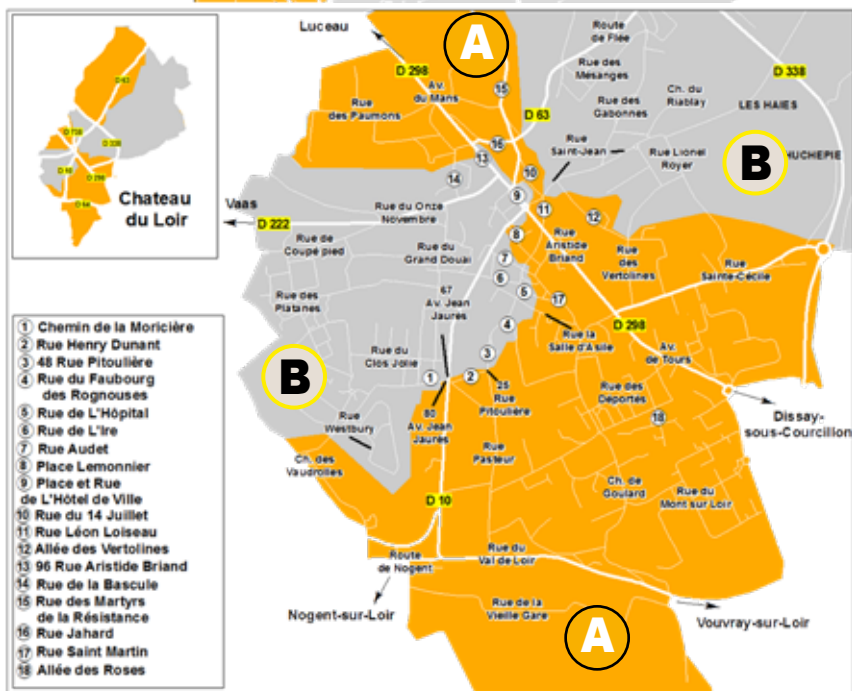 D 63
D 738
D 338
D 10
D 298
D 64
Chateau
du Loir
Luceau
A
Route
de Flée
D 298
Av.
du Mans
Rue des
Mésanges
D 338
15
Ch. du
Riablay
Rue
des Paumons
Rue des
Gabonnes
LES HAIES
D 63
16
Rue
Saint-Jean
Rue Lionel
Royer
B
HUCHEPIE
13
14
10
9
Vaas
D 222
Rue du Onze
Novembre
11
12
8
Rue
Aristide
Briand
Rue de
Coupé pied
Rue du
Grand Douai
7
Rue
des
Vertolines
Rue
Sainte-Cécile
6
67
Av. Jean
Jaurès
5
17
Rue des
Platanes
4
D 298
Rue la
Salle d'Asile
Av.
de Tours
Rue du
Clos Jolie
3
B
1
2
25
Rue
Pitoulière
Rue des
Déportés
80
Av. Jean
Jaurès
Rue
Westbury
18
Dissay-
sous-Courcillon
Ch. des
Vaudrolles
Rue
Pasteur
Ch. de
Goulard
Rue du
Mont sur Loir
D 10
Route
de Nogent
Rue du
Val de Loir
Nogent-sur-Loir
Rue de la
Vieille Gare
A
Vouvray-sur-Loir
1 Chemin de la Moricière
2 Rue Henry Dunant
3 48 Rue Pitoulière
4 Rue du Faubourg
des Rognouses
5 Rue de L'Hôpital
6 Rue de L'Ire
7 Rue Audet
8 Place Lemonnier
9 Place et Rue
de L'Hôtel de Ville
10 Rue du 14 Juillet
11 Rue Léon Loiseau
12 Allée des Vertolines
13 96 Rue Aristide Briand
14 Rue de la Bascule
15 Rue des Martyrs
de la Résistance
16 Rue Jahard
17 Rue Saint Martin
18 Allée des Roses